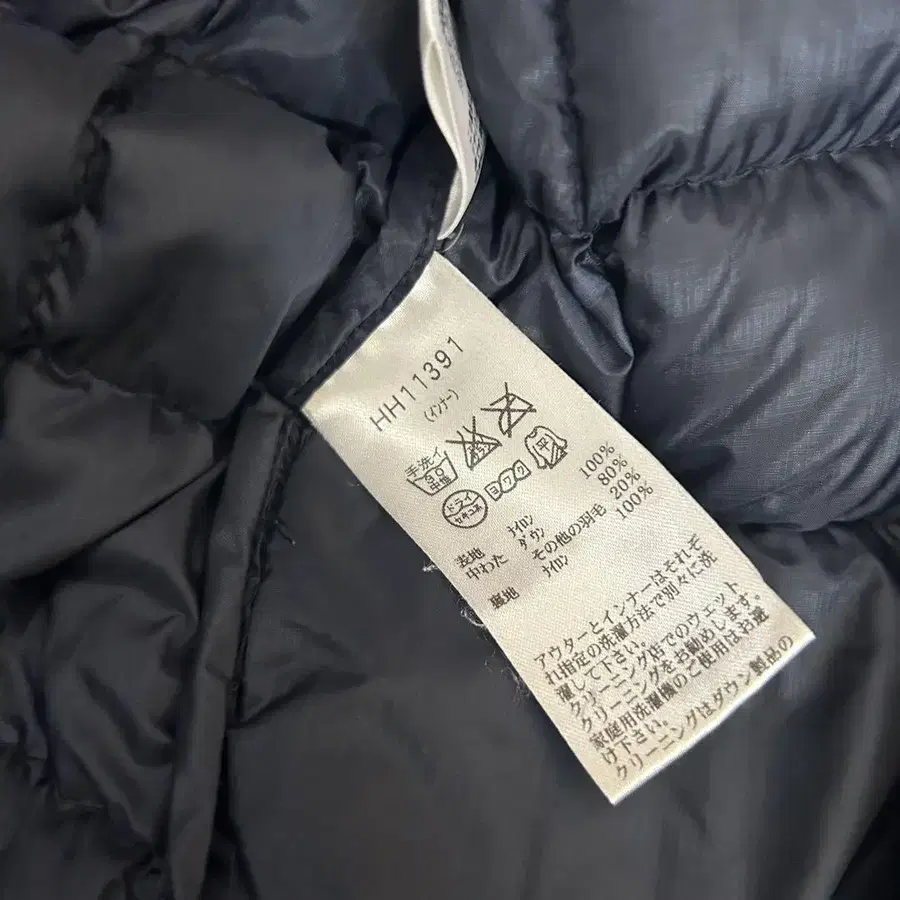 HH11391
(インナー)
手洗イ
30
中性
ドライ
セキユ系
ヨワク
平
表地 ナイロン 100%
中わた ダウン 80%
その他の羽毛 20%
裏地 ナイロン 100%
アウターとインナーはそれぞ
れ指定の洗濯方法で別々に洗
濯して下さい。
クリーニング店でのウエット
クリーニングをお勧めします。
家庭用洗濯機のご使用はお避
け下さい。
クリーニングはダウン製品の